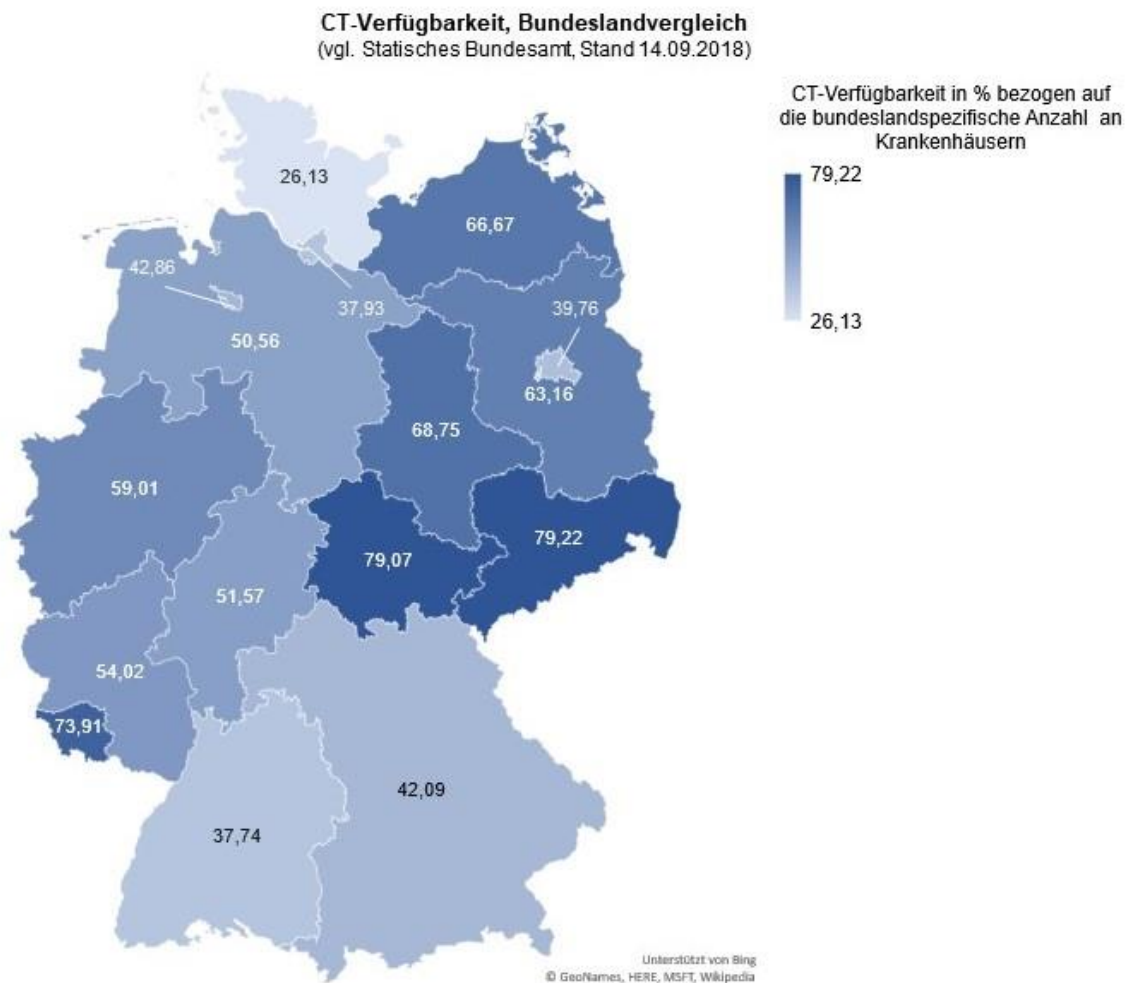 CT-Verfügbarkeit, Bundeslandvergleich
(vgl. Statisches Bundesamt, Stand 14.09.2018)
CT-Verfügbarkeit in % bezogen auf
die bundeslandspezifische Anzahl an
Krankenhäusern
79,22
26,13
26,13
66,67
42,86
37,93
39,76
50,56
63,16
68,75
59,01
79,22
79,07
51,57
54,02
73,91
42,09
37,74
Unterstützt von Bing
© GeoNames, HERE, MSFT, Wikipedia